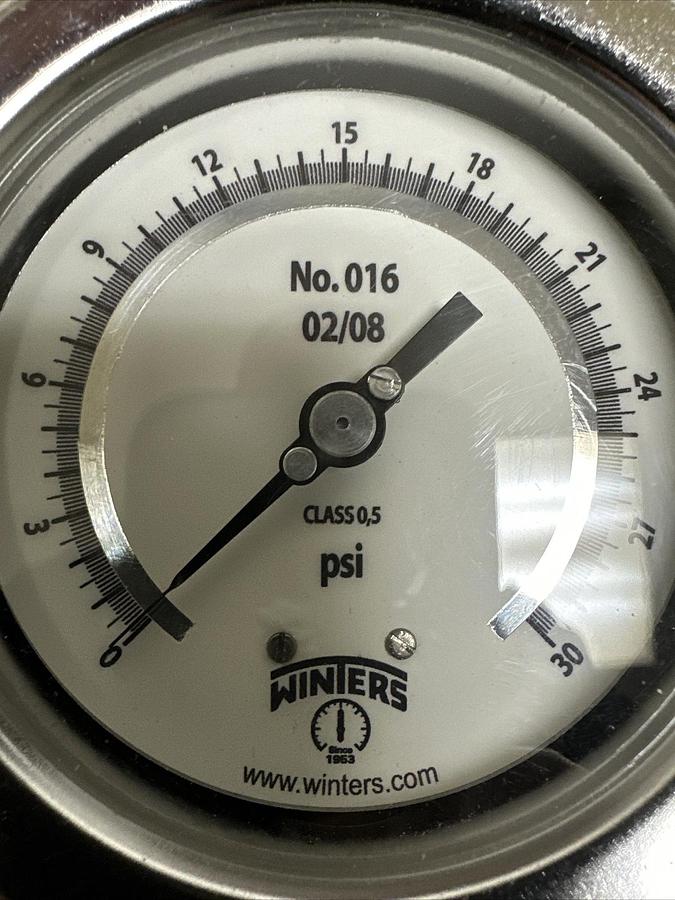 0
3
6
9
12
15
18
21
24
27
30
No. 016
02/08
CLASS 0,5
psi
WINTERS
Since
1953
www.winters.com